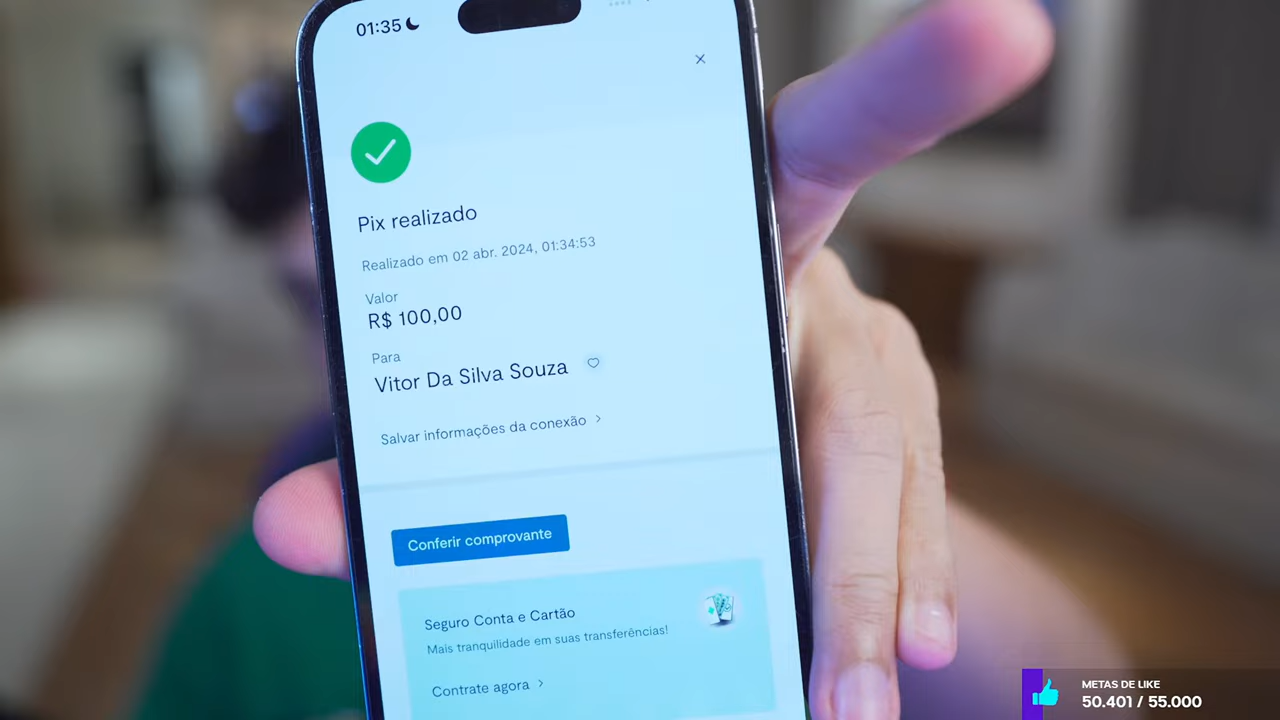 01:35
Pix realizado
Realizado em 02 abr. 2024, 01:34:53
Valor
R$ 100,00
Para
Vitor Da Silva Souza
Salvar informações da conexão
Conferir comprovante
Seguro Conta e Cartão
Mais tranquilidade em suas transferências!
Contrate agora
METAS DE LIKE
50.401 / 55.000